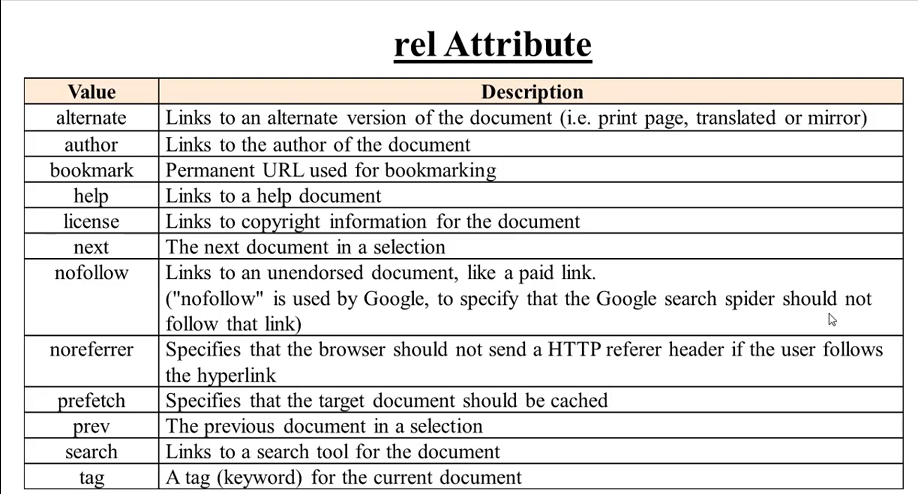 rel Attribute
Value Description
alternate Links to an alternate version of the document (i.e. print page, translated or mirror)
author Links to the author of the document
bookmark Permanent URL used for bookmarking
help Links to a help document
license Links to copyright information for the document
next The next document in a selection
nofollow Links to an unendorsed document, like a paid link.
("nofollow" is used by Google, to specify that the Google search spider should not
follow that link)
noreferrer Specifies that the browser should not send a HTTP referer header if the user follows
the hyperlink
prefetch Specifies that the target document should be cached
prev The previous document in a selection
search Links to a search tool for the document
tag A tag (keyword) for the current document